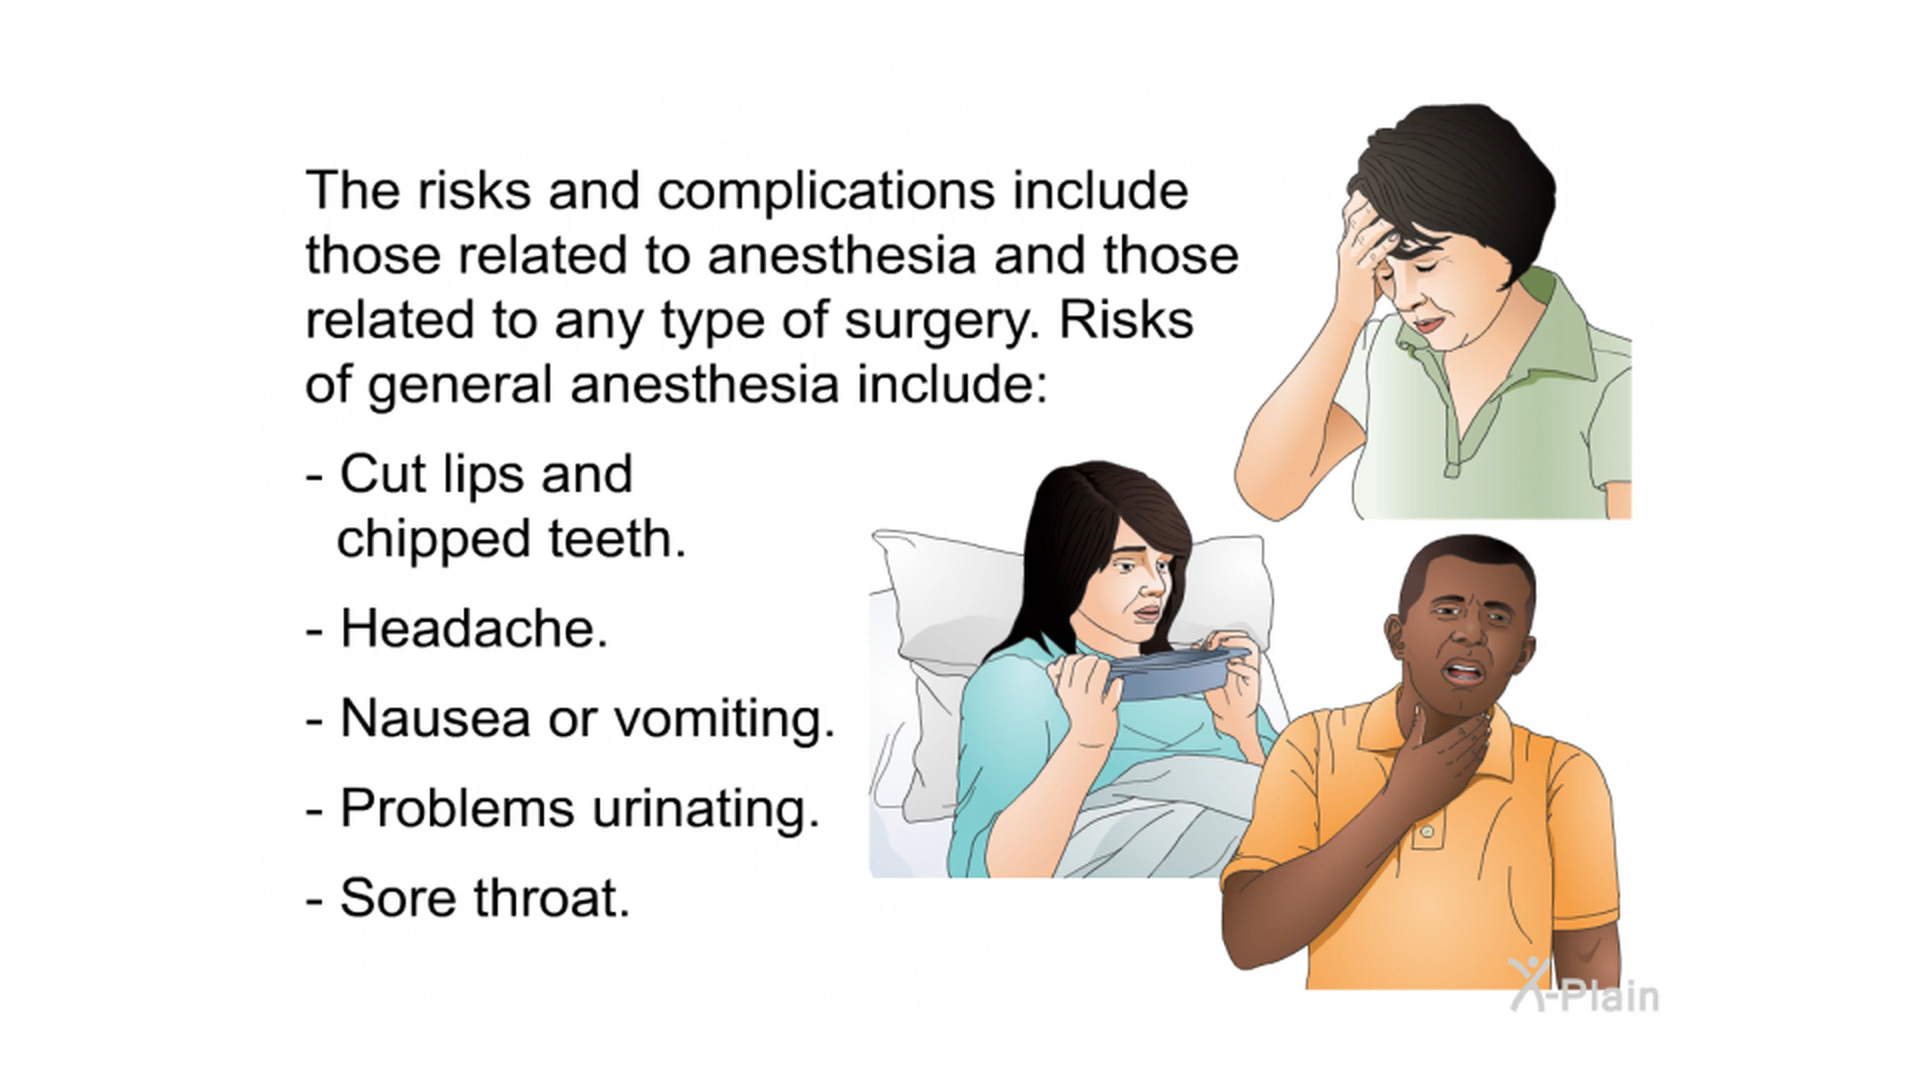 The risks and complications include
those related to anesthesia and those
related to any type of surgery. Risks
of general anesthesia include:
- Cut lips and
chipped teeth.
- Headache.
- Nausea or vomiting.
- Problems urinating.
- Sore throat.
X-Plain